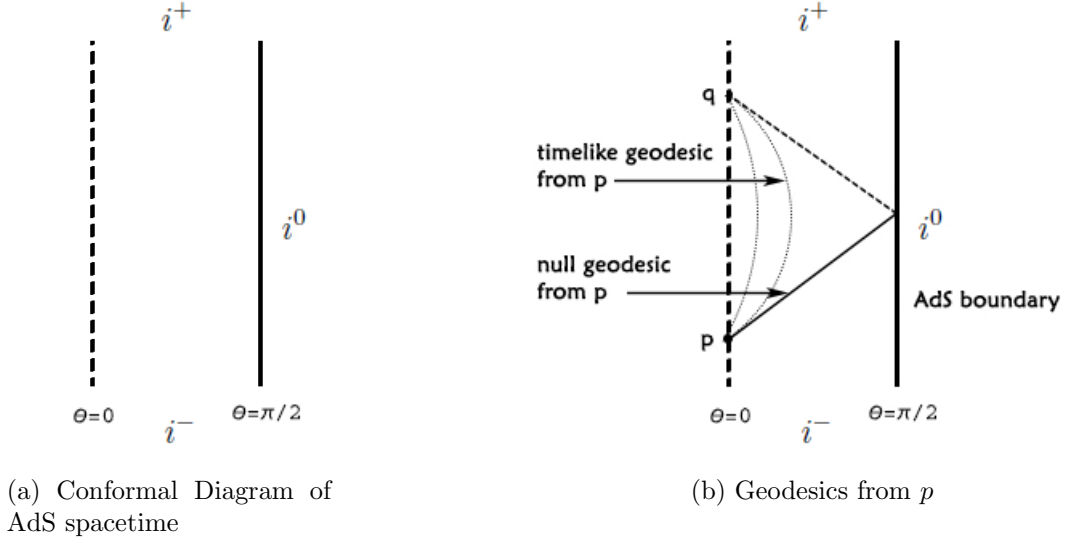 i⁺
i⁰
Θ=0
Θ=π/2
i⁻
(a) Conformal Diagram of
AdS spacetime
i⁺
q
timelike geodesic
from p
i⁰
null geodesic
from p
AdS boundary
p
Θ=0
Θ=π/2
i⁻
(b) Geodesics from p